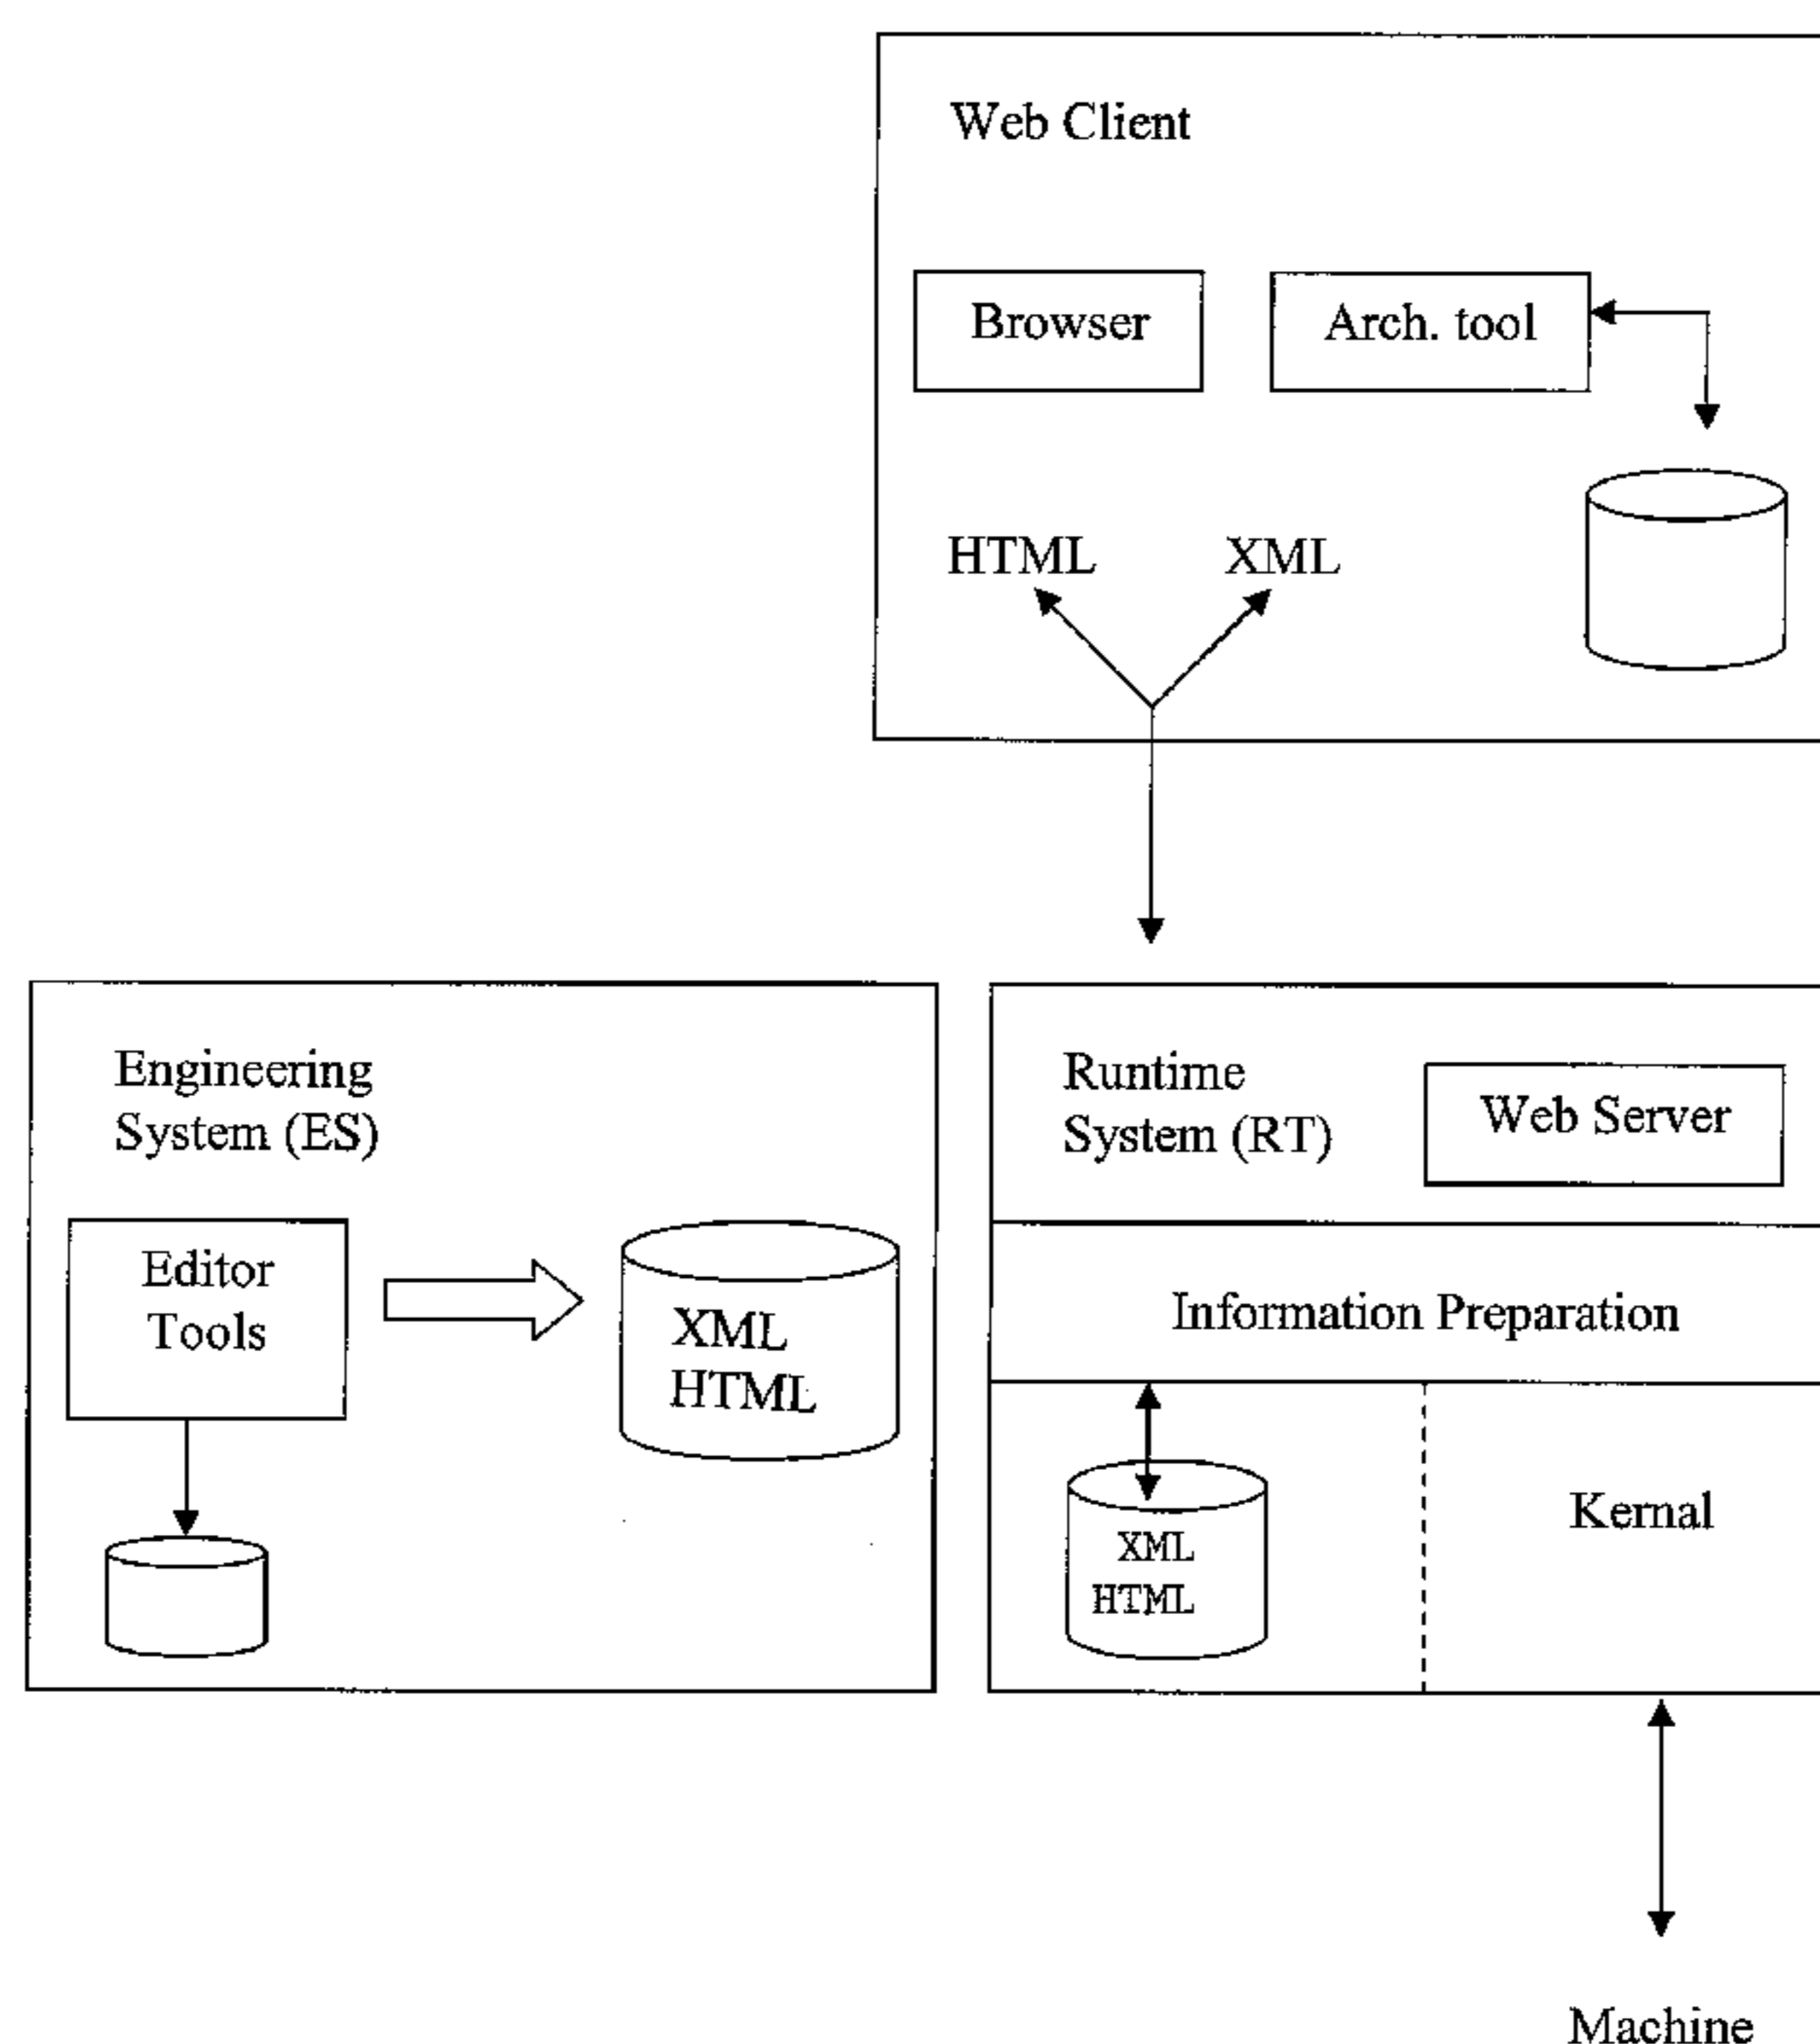 Web Client
Browser
Arch. tool
HTML
XML
Engineering
System (ES)
Editor
Tools
XML
HTML
Runtime
System (RT)
Web Server
Information Preparation
XML
HTML
Kernal
Machine